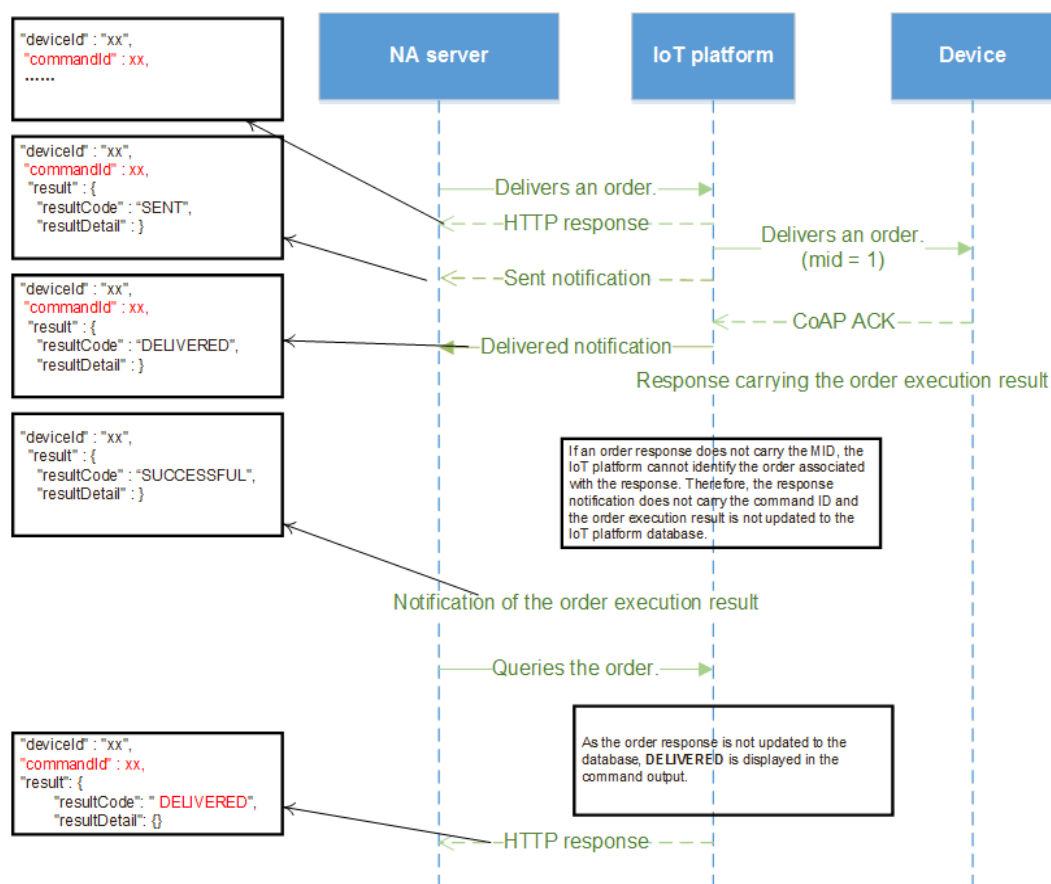 "deviceId" : "xx",
"commandId" : xx,
......
NA server
IoT platform
Device
"deviceId" : "xx",
"commandId" : xx,
"result" : {
"resultCode" : “SENT”,
"resultDetail" : }
Delivers an order.
HTTP response
Delivers an order.
(mid = 1)
Sent notification
"deviceId" : "xx",
"commandId" : xx,
"result" : {
"resultCode" : “DELIVERED”,
"resultDetail" : }
CoAP ACK
Delivered notification
Response carrying the order execution result
"deviceId" : "xx",
"result" : {
"resultCode" : “SUCCESSFUL”,
"resultDetail" : }
If an order response does not carry the MID, the
IoT platform cannot identify the order associated
with the response. Therefore, the response
notification does not carry the command ID and
the order execution result is not updated to the
IoT platform database.
Notification of the order execution result
Queries the order.
As the order response is not updated to the
database, DELIVERED is displayed in the
command output.
"deviceId" : "xx",
"commandId" : xx,
"result": {
"resultCode": " DELIVERED",
"resultDetail": {}
HTTP response